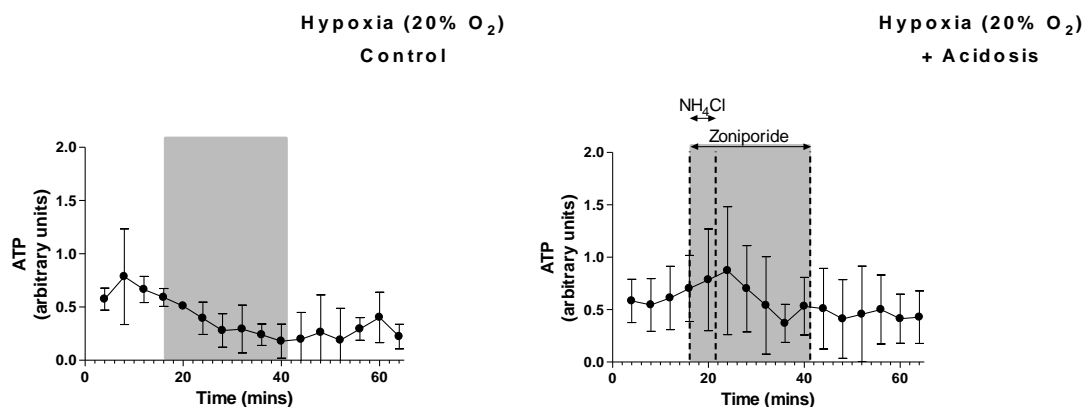 Hypoxia (20% O2)
Control
2.0
1.5
1.0
0.5
0.0
ATP
(arbitrary units)
0
20
40
60
Time (mins)
Hypoxia (20% O2)
+ Acidosis
NH4Cl
Zoniporide
2.0
1.5
1.0
0.5
0.0
ATP
(arbitrary units)
0
20
40
60
Time (mins)